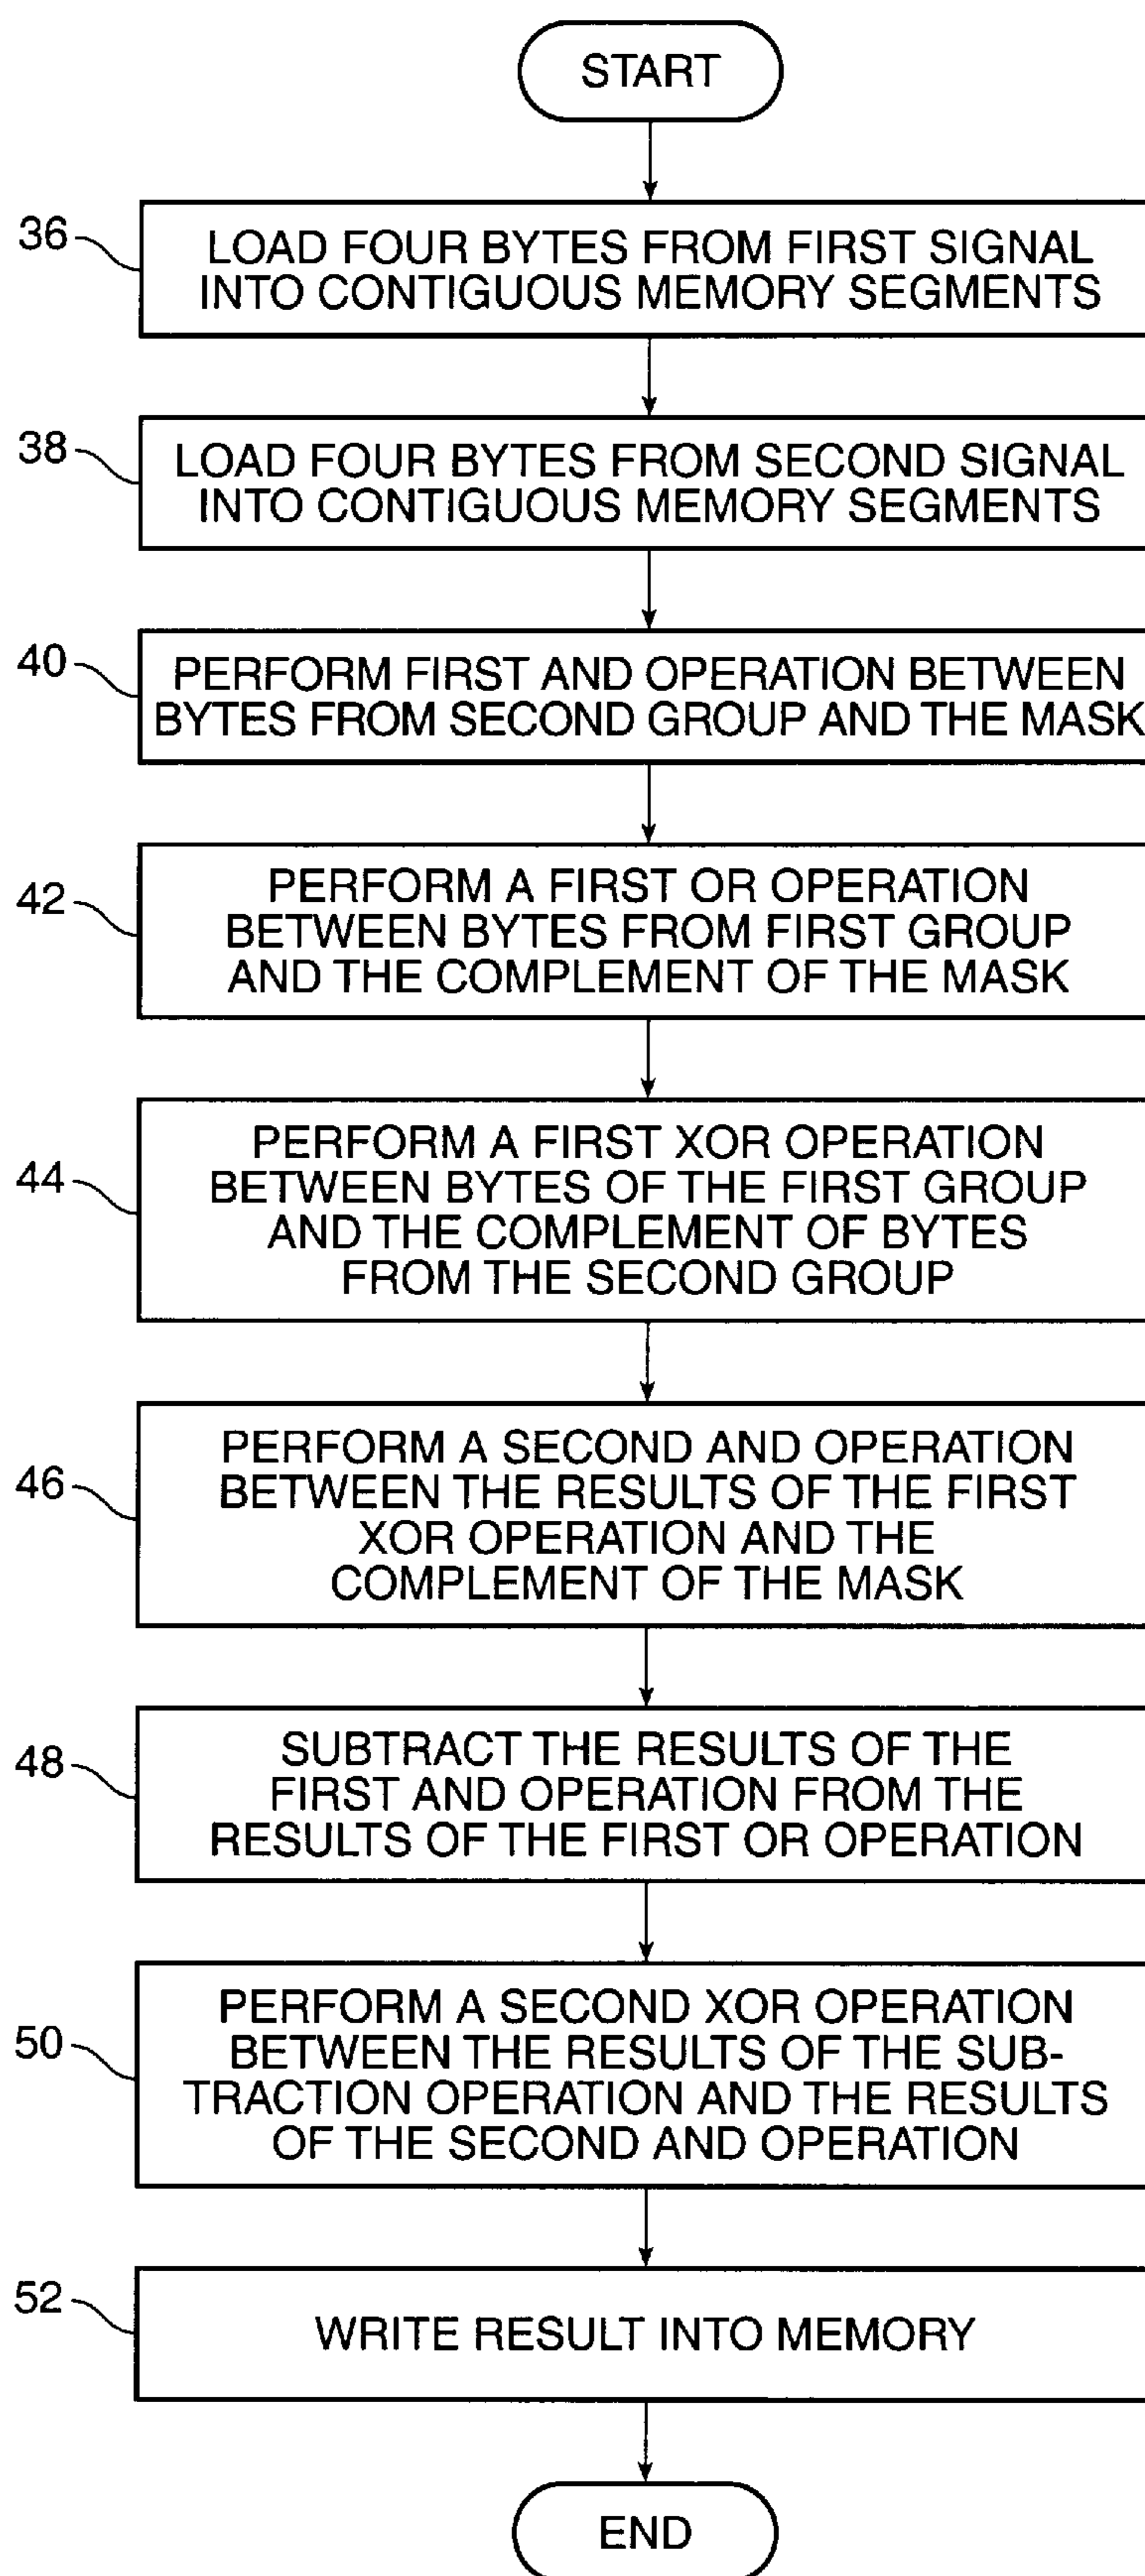 START
36
LOAD FOUR BYTES FROM FIRST SIGNAL
INTO CONTIGUOUS MEMORY SEGMENTS
38
LOAD FOUR BYTES FROM SECOND SIGNAL
INTO CONTIGUOUS MEMORY SEGMENTS
40
PERFORM FIRST AND OPERATION BETWEEN
BYTES FROM SECOND GROUP AND THE MASK
42
PERFORM A FIRST OR OPERATION
BETWEEN BYTES FROM FIRST GROUP
AND THE COMPLEMENT OF THE MASK
44
PERFORM A FIRST XOR OPERATION
BETWEEN BYTES OF THE FIRST GROUP
AND THE COMPLEMENT OF BYTES
FROM THE SECOND GROUP
46
PERFORM A SECOND AND OPERATION
BETWEEN THE RESULTS OF THE FIRST
XOR OPERATION AND THE
COMPLEMENT OF THE MASK
48
SUBTRACT THE RESULTS OF THE
FIRST AND OPERATION FROM THE
RESULTS OF THE FIRST OR OPERATION
50
PERFORM A SECOND XOR OPERATION
BETWEEN THE RESULTS OF THE SUB-
TRACTION OPERATION AND THE RESULTS
OF THE SECOND AND OPERATION
52
WRITE RESULT INTO MEMORY
END